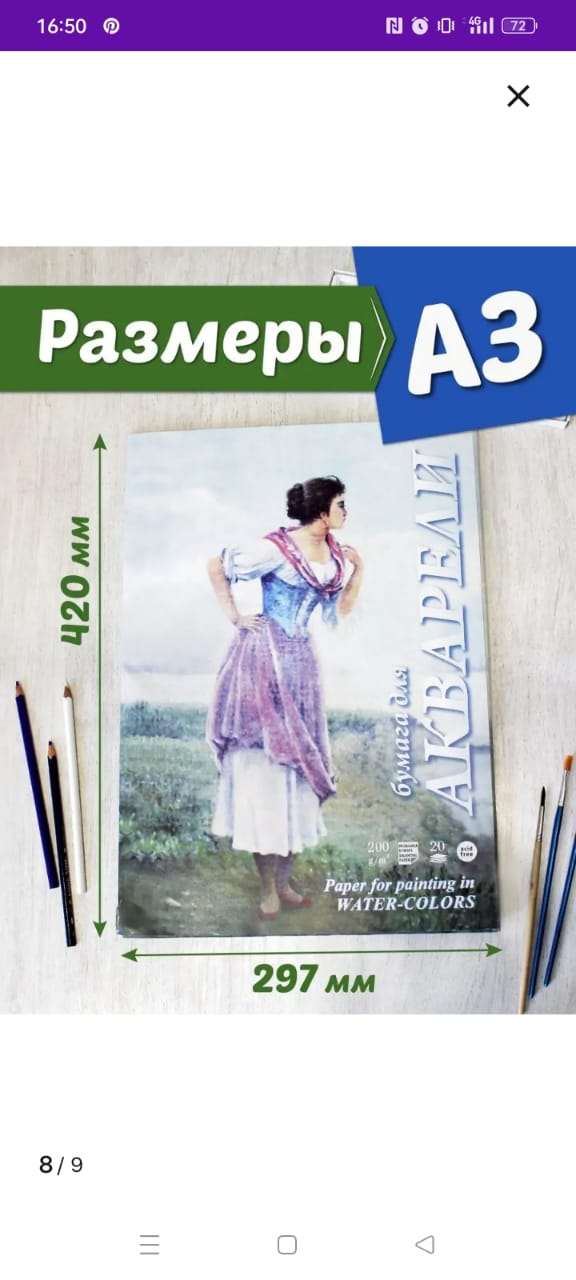 16:50
4G
72
Размеры
А3
420 мм
бумага для
АКВАРЕЛИ
200
g/m²
20
acid
free
Paper for painting in
WATER-COLORS
297 мм
8 / 9